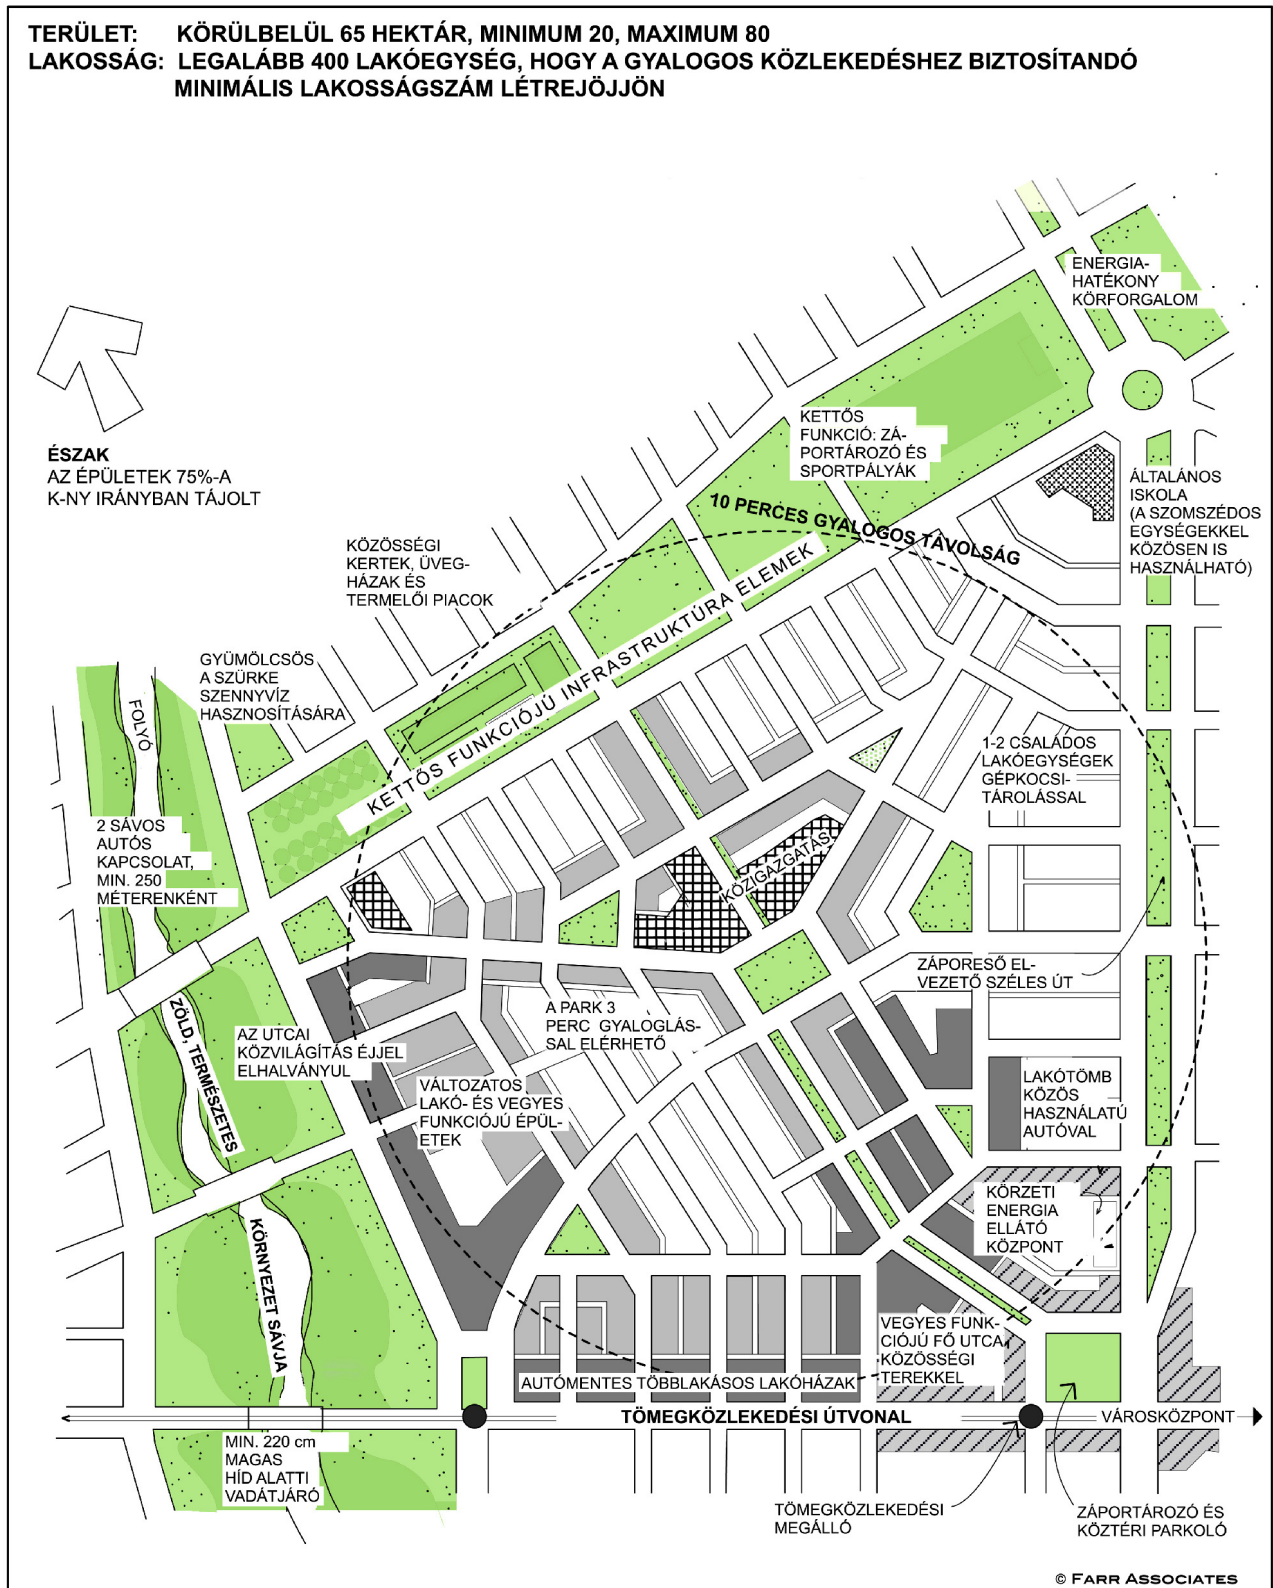 TERÜLET: KÖRÜLBELÜL 65 HEKTÁR, MINIMUM 20, MAXIMUM 80
LAKOSSÁG: LEGALÁBB 400 LAKÓEGYSÉG, HOGY A GYALOGOS KÖZLEKEDÉSHEZ BIZTOSÍTANDÓ
MINIMÁLIS LAKOSSÁGSZÁM LÉTREJÖJJÖN
ENERGIA-
HATÉKONY
KÖRFORGALOM
ÉSZAK
AZ ÉPÜLETEK 75%-A
K-NY IRÁNYBAN TÁJOLT
KETTŐS
FUNKCIÓ: ZÁ-
PORTÁROZÓ ÉS
SPORTPÁLYÁK
ÁLTALÁNOS
ISKOLA
(A SZOMSZÉDOS
EGYSÉGEKKEL
KÖZÖSEN IS
HASZNÁLHATÓ)
10 PERCES GYALOGOS TÁVOLSÁG
KÖZÖSSÉGI
KERTEK, ÜVEG-
HÁZAK ÉS
TERMELŐI PIACOK
KETTŐS FUNKCIÓJÚ INFRASTRUKTÚRA ELEMEK
GYÜMÖLCSÖS
A SZÜRKE
SZENNYVÍZ
HASZNOSÍTÁSÁRA
FOLYÓ
1-2 CSALÁDOS
LAKÓEGYSÉGEK
GÉPKOCSI-
TÁROLÁSSAL
2 SÁVOS
AUTÓS
KAPCSOLAT,
MIN. 250
MÉTERENKÉNT
KÖZIGAZGATÁS
ZÁPORESŐ EL-
VEZETŐ SZÉLES ÚT
ZÖLD, TERMÉSZETES
A PARK 3
PERC GYALOGLÁS-
SAL ELÉRHETŐ
AZ UTCAI
KÖZVILÁGÍTÁS ÉJJEL
ELHALVÁNYUL
VÁLTOZATOS
LAKÓ- ÉS VEGYES
FUNKCIÓJÚ ÉPÜL-
ETEK
LAKÓTÖMB
KÖZÖS
HASZNÁLATÚ
AUTÓVAL
KÖRZETI
ENERGIA
ELLÁTÓ
KÖZPONT
KÖRNYEZET SÁVJA
VEGYES FUNK-
CIÓJÚ FŐ UTCA
KÖZÖSSÉGI
TEREKKEL
AUTÓMENTES TÖBBLAKÁSOS LAKÓHÁZAK
TÖMEGKÖZLEKEDÉSI ÚTVONAL
VÁROSKÖZPONT
MIN. 220 cm
MAGAS
HÍD ALATTI
VADÁTJÁRÓ
TÖMEGKÖZLEKEDÉSI
MEGÁLLÓ
ZÁPORTÁROZÓ ÉS
KÖZTÉRI PARKOLÓ
© FARR ASSOCIATES